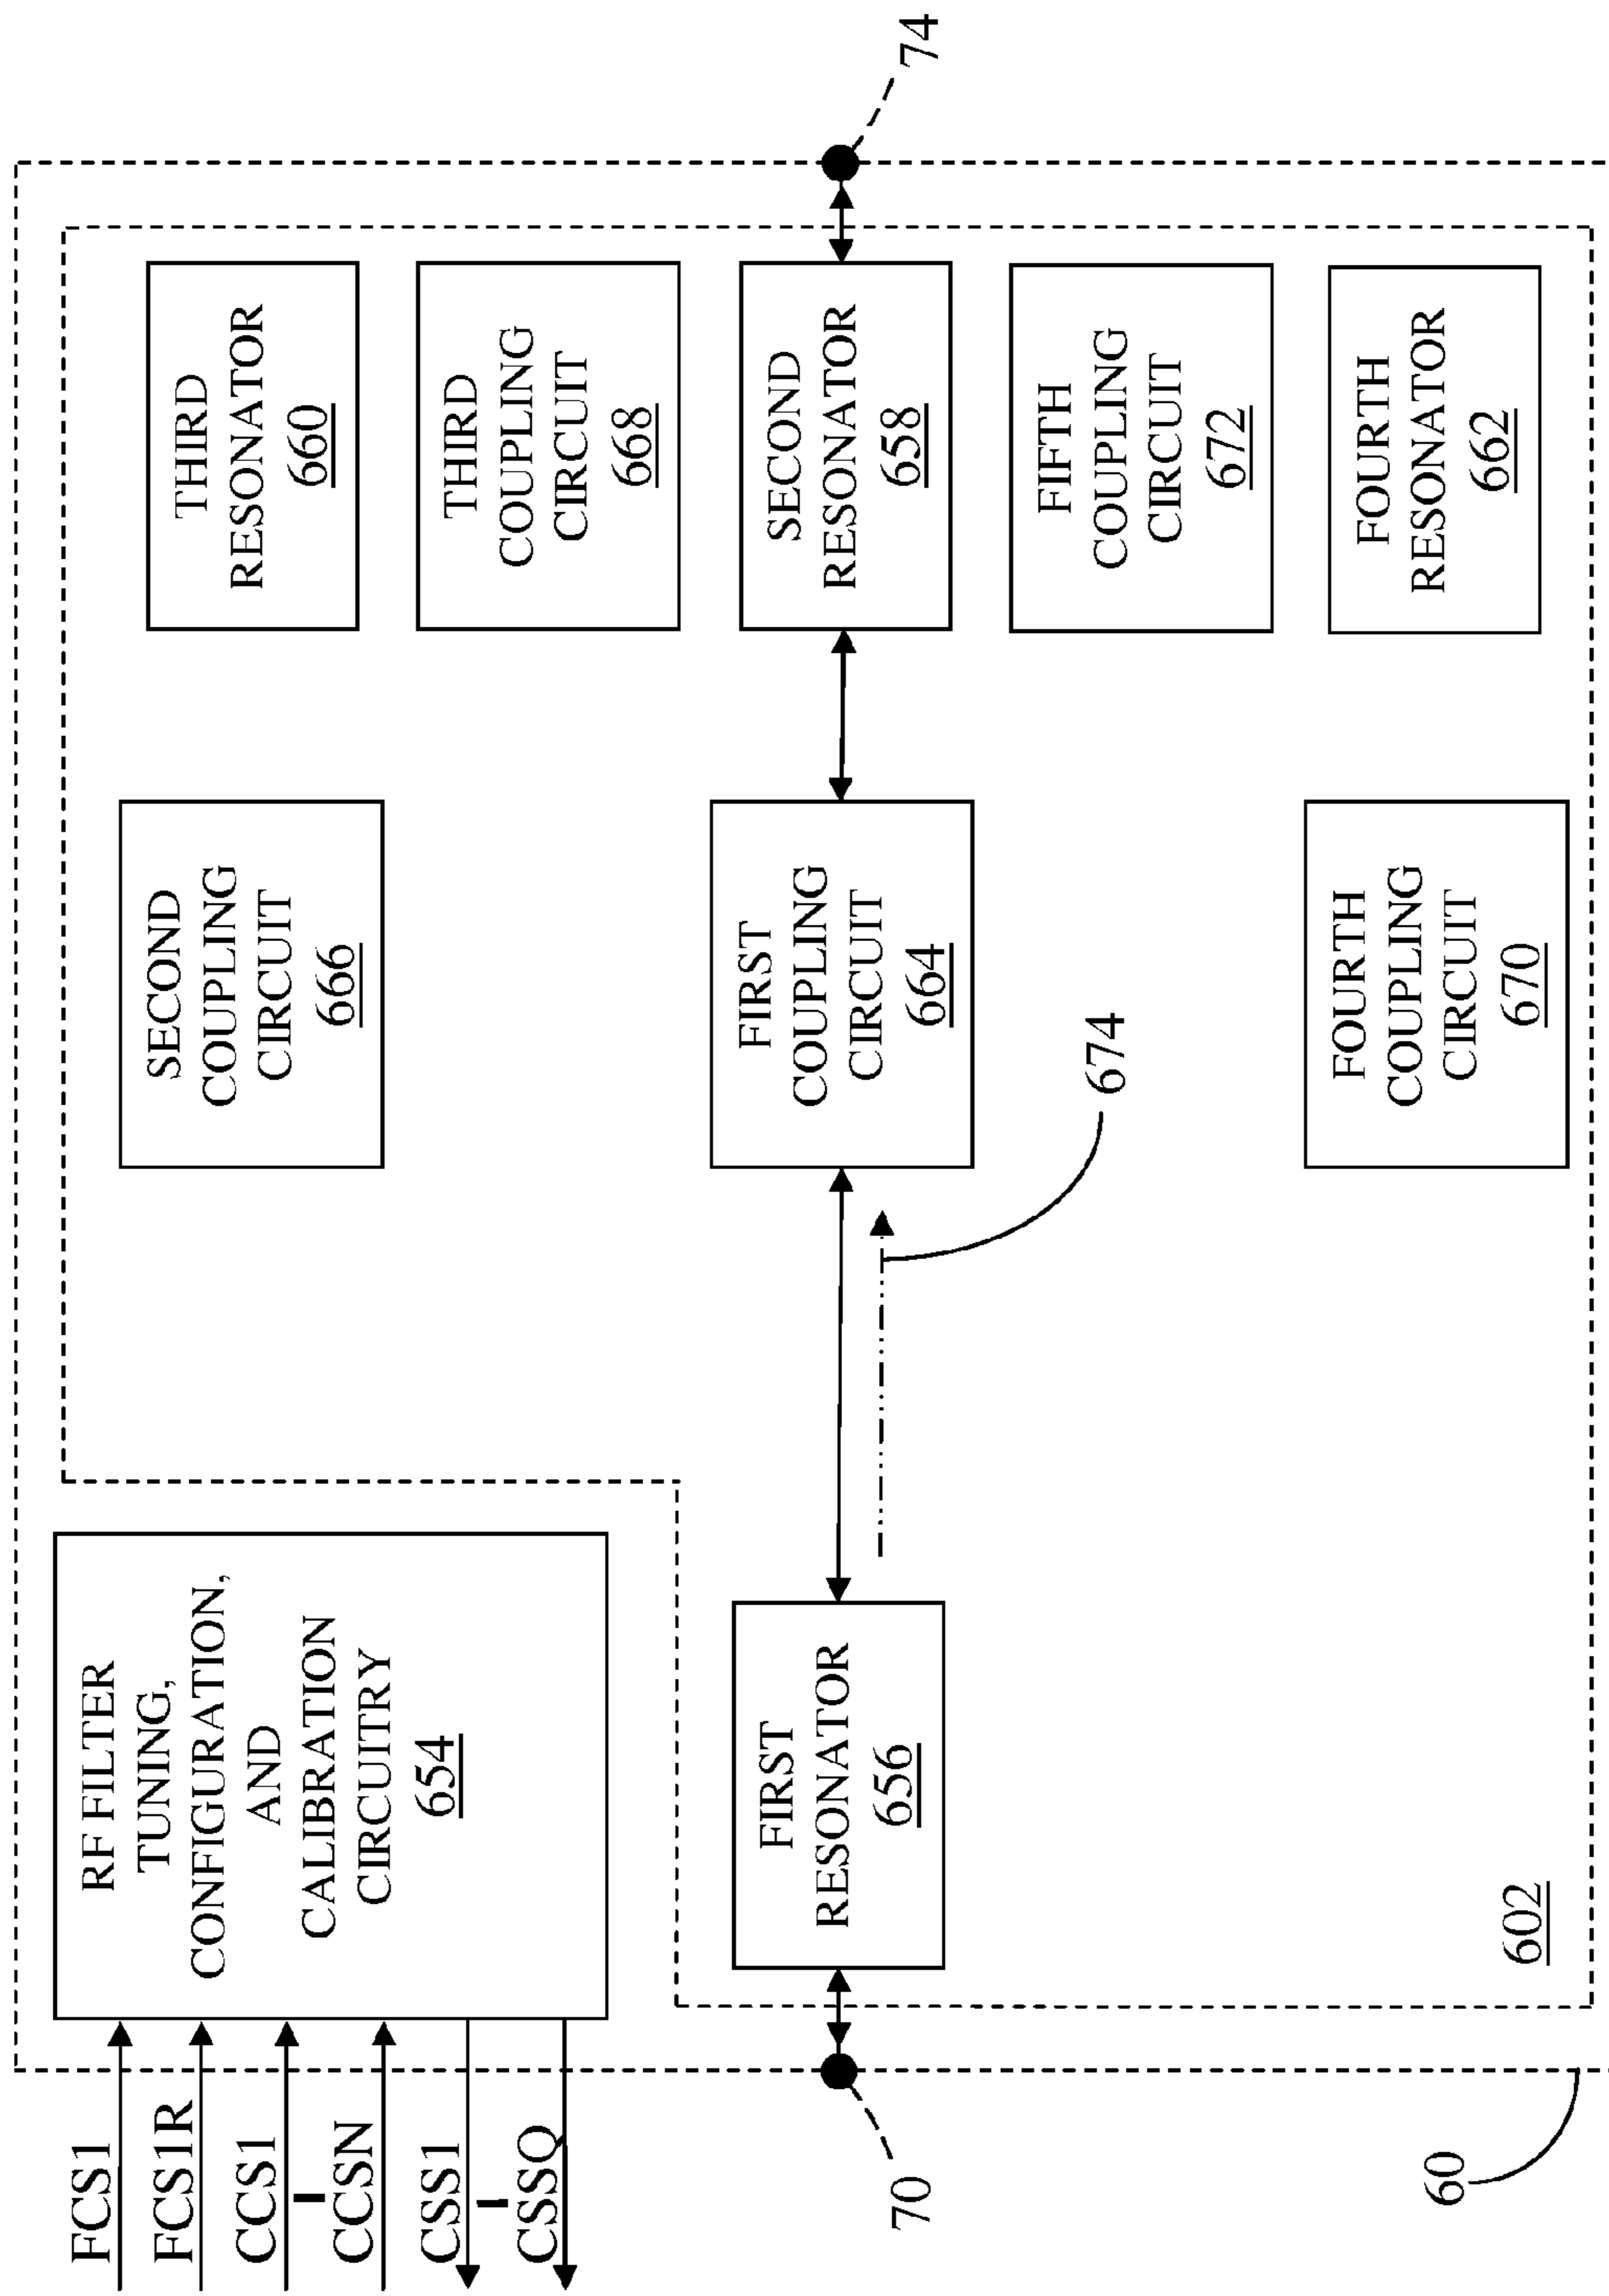 FCS1
FCS1R
CCS1
CCSN
CSS1
CSSQ
RF FILTER
TUNING,
CONFIGURATION,
AND
CALIBRATION
CIRCUITRY
654
SECOND
COUPLING
CIRCUIT
666
THIRD
RESONATOR
660
THIRD
COUPLING
CIRCUIT
668
70
FIRST
RESONATOR
656
FIRST
COUPLING
CIRCUIT
664
SECOND
RESONATOR
658
74
674
FIFTH
COUPLING
CIRCUIT
672
FOURTH
COUPLING
CIRCUIT
670
FOURTH
RESONATOR
662
602
60